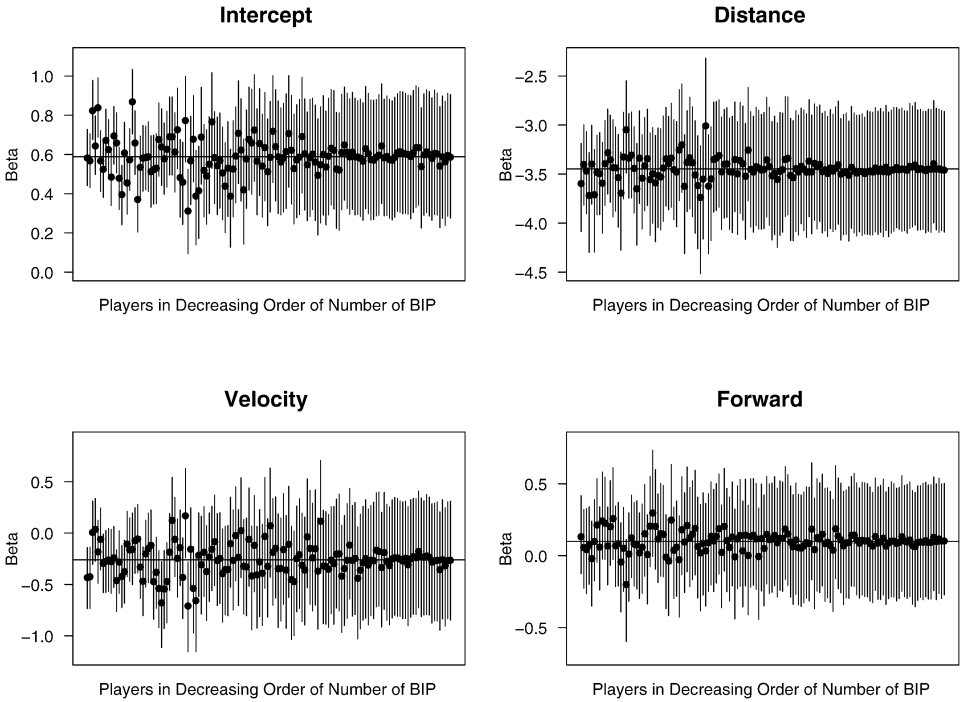 Intercept
Beta
1.0
0.8
0.6
0.4
0.2
0.0
Players in Decreasing Order of Number of BIP
Distance
Beta
−2.5
−3.0
−3.5
−4.0
−4.5
Players in Decreasing Order of Number of BIP
Velocity
Beta
0.5
0.0
−0.5
−1.0
Players in Decreasing Order of Number of BIP
Forward
Beta
0.5
0.0
−0.5
Players in Decreasing Order of Number of BIP